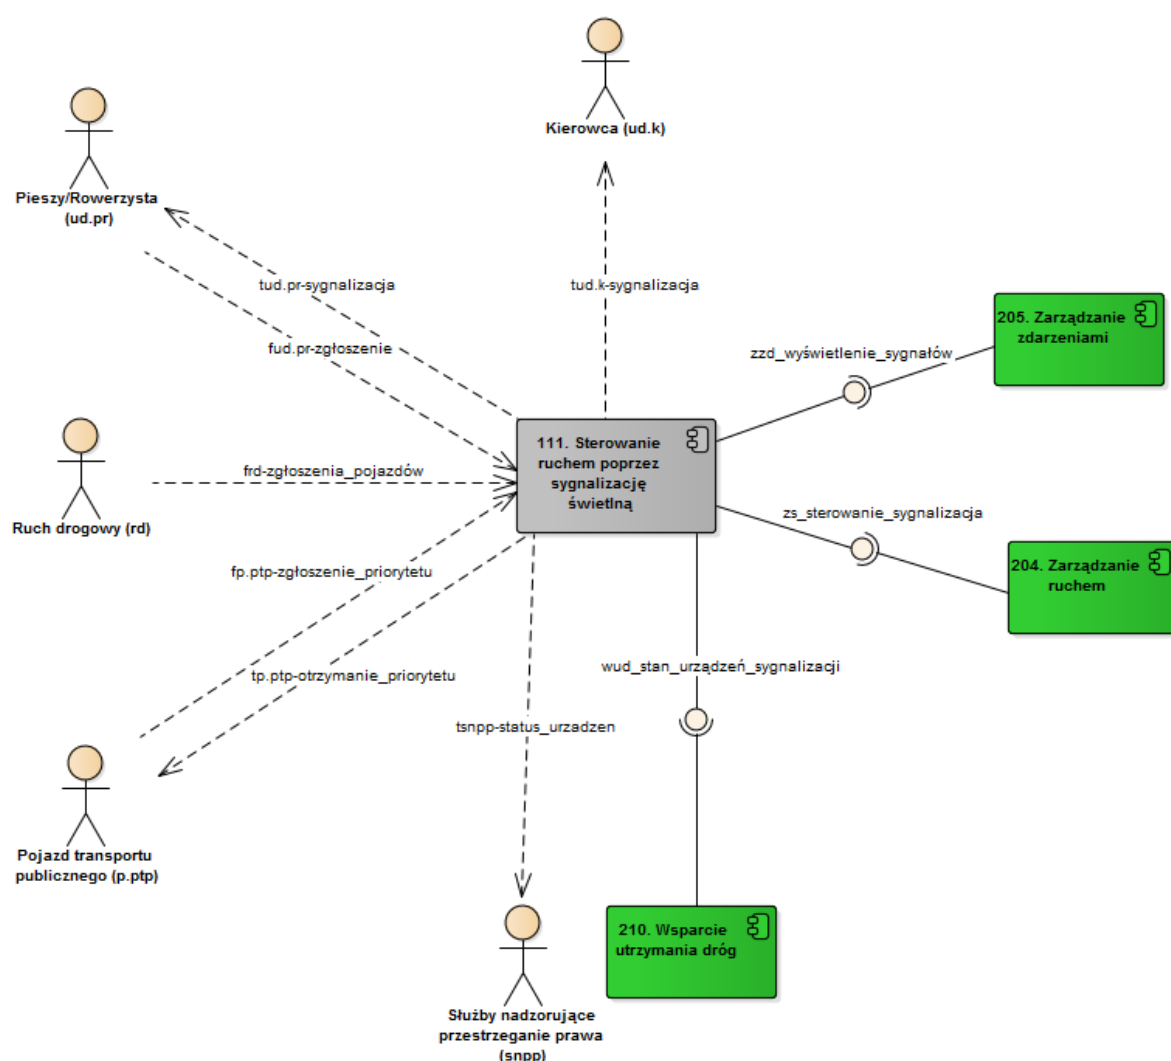 Kierowca (ud.k)
Pieszy/Rowerzysta
(ud.pr)
tud.pr-sygnalizacja
tud.k-sygnalizacja
fud.pr-zgłoszenie
205. Zarządzanie
zdarzeniami
zzd_wyświetlenie_sygnałów
111. Sterowanie
ruchem poprzez
sygnalizację
świetlną
frd-zgłoszenia_pojazdów
Ruch drogowy (rd)
zs_sterowanie_sygnalizacja
204. Zarządzanie
ruchem
fp.ptp-zgłoszenie_priorytetu
tp.ptp-otrzymanie_priorytetu
wud_stan_urządzeń_sygnalizacji
tsnpp-status_urzadzen
Pojazd transportu
publicznego (p.ptp)
210. Wsparcie
utrzymania dróg
Służby nadzorujące
przestrzeganie prawa
(snpp)